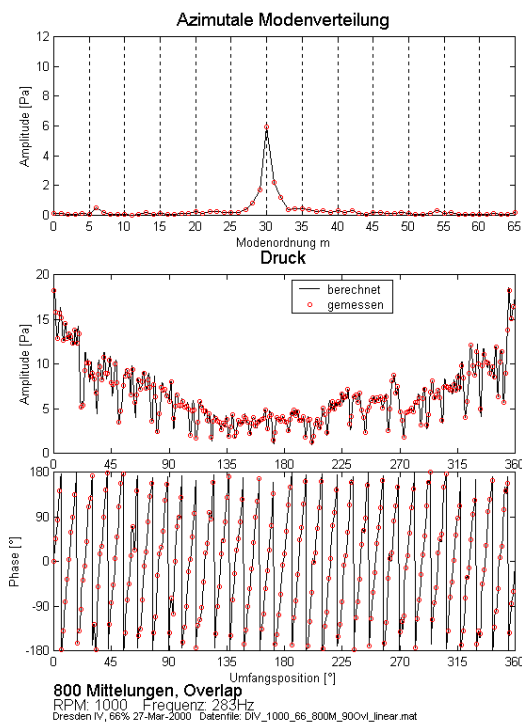 Azimutale Modenverteilung
12
10
8
6
4
2
0
Amplitude [Pa]
0 5 10 15 20 25 30 35 40 45 50 55 60 65
Modenordnung m
Druck
20
15
10
5
0
Amplitude [Pa]
berechnet
gemessen
0 45 90 135 180 225 270 315 360
180
90
0
-90
-180
Phase [°]
0 45 90 135 180 225 270 315 360
Umfangsposition [°]
800 Mittelungen, Overlap
RPM: 1000 Frequenz: 283Hz
Dresden IV, 66% 27-Mar-2000 Datenfile: DIV_1000_66_800M_90Ovl_linear.mat